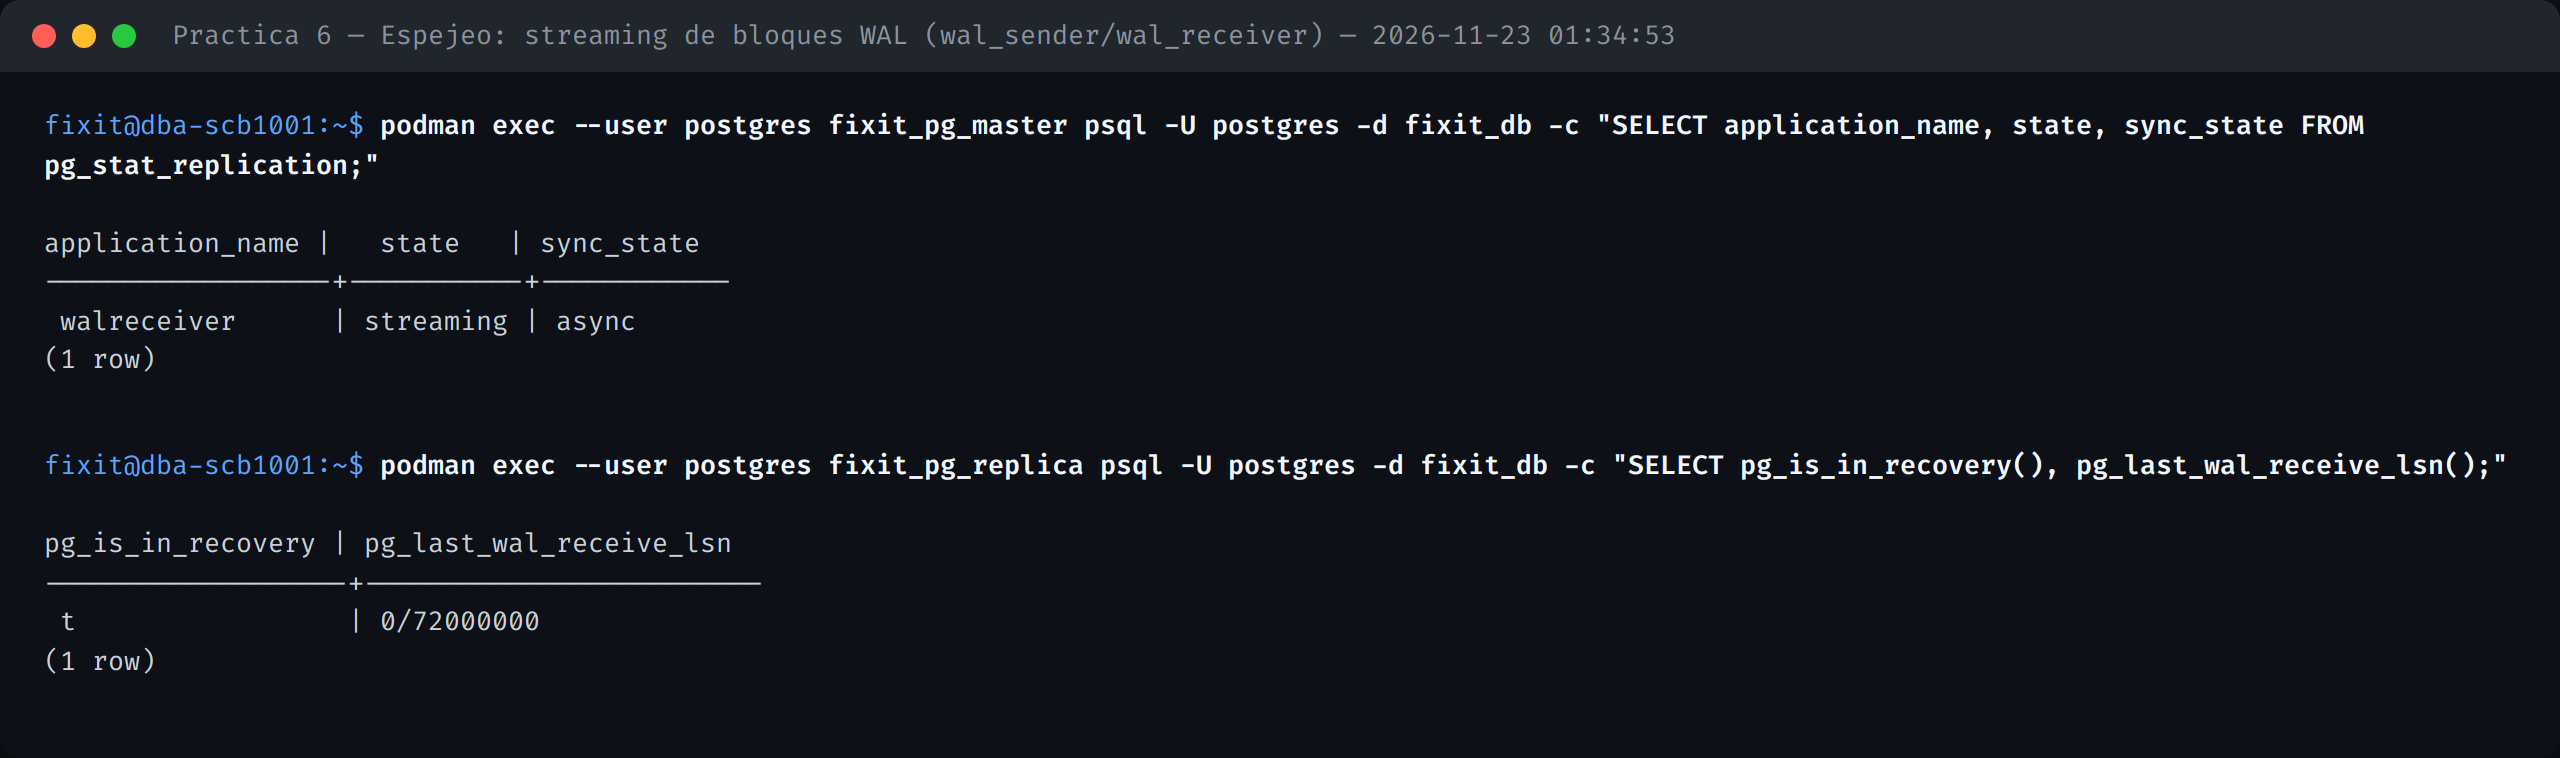 Practica 6 — Espejeo: streaming de bloques WAL (wal_sender/wal_receiver) — 2026-11-23 01:34:53
fixit@dba-scb1001:~$ podman exec --user postgres fixit_pg_master psql -U postgres -d fixit_db -c "SELECT application_name, state, sync_state FROM
pg_stat_replication;"
application_name |   state   | sync_state
------------------+-----------+------------
 walreceiver      | streaming | async
(1 row)
fixit@dba-scb1001:~$ podman exec --user postgres fixit_pg_replica psql -U postgres -d fixit_db -c "SELECT pg_is_in_recovery(), pg_last_wal_receive_lsn();"
pg_is_in_recovery | pg_last_wal_receive_lsn
-------------------+-------------------------
 t                 | 0/72000000
(1 row)